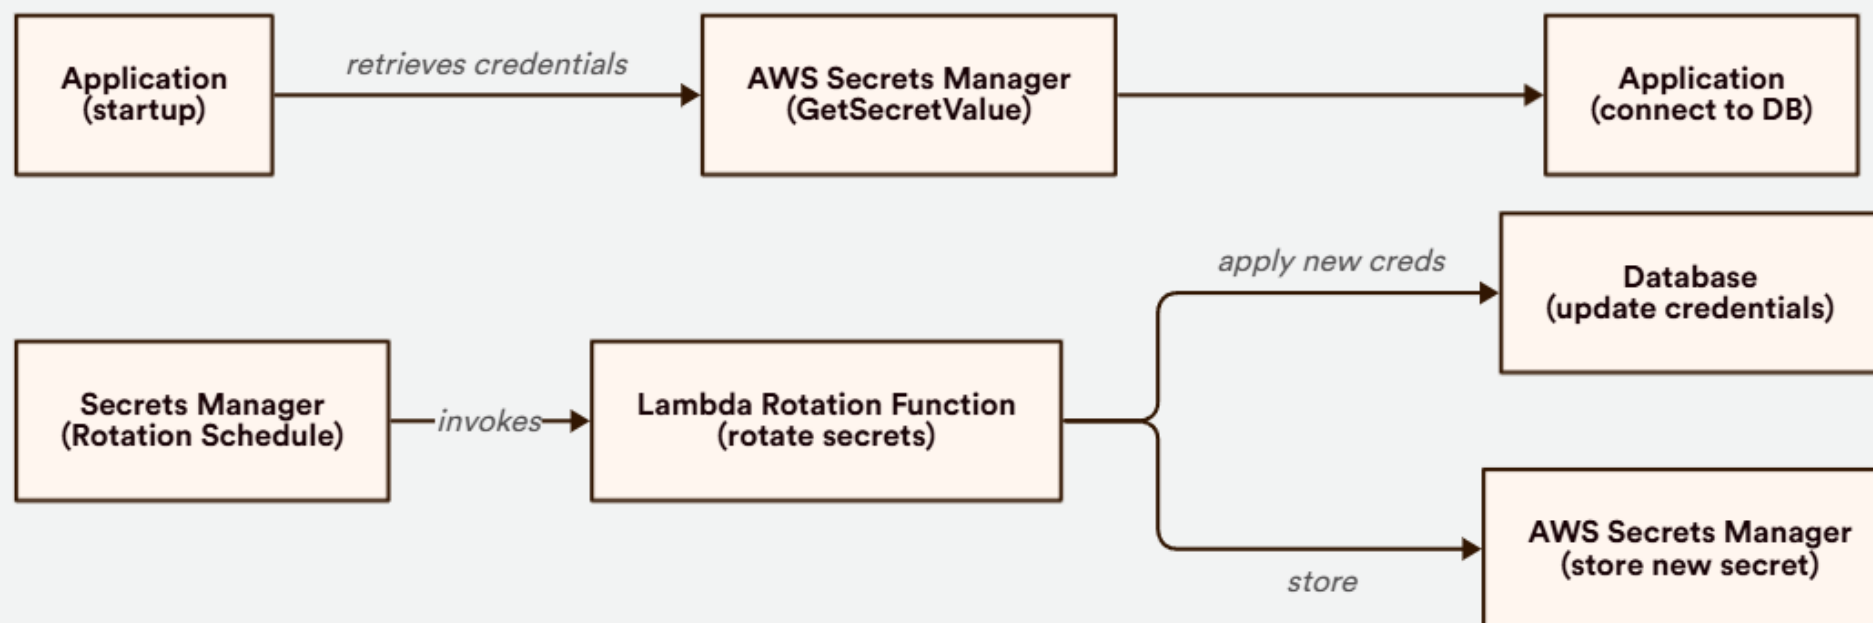 Application
(startup)
retrieves credentials
AWS Secrets Manager
(GetSecretValue)
Application
(connect to DB)
Secrets Manager
(Rotation Schedule)
invokes
Lambda Rotation Function
(rotate secrets)
apply new creds
Database
(update credentials)
store
AWS Secrets Manager
(store new secret)